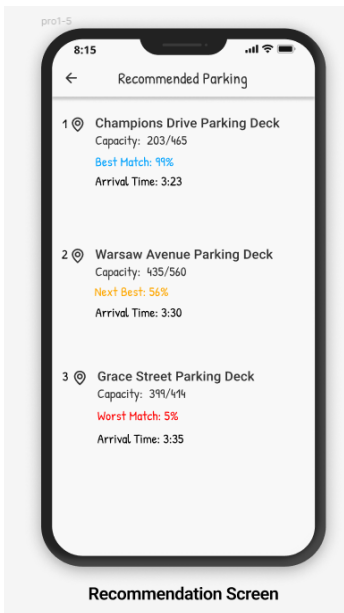 pro1-S
8:15
Recommended Parking
1 Champions Drive Parking Deck
Capacity: 203/465
Best Match: 99%
Arrival Time: 3:23
2 Warsaw Avenue Parking Deck
Capacity: 435/560
Next Best: 56%
Arrival Time: 3:30
3 Grace Street Parking Deck
Capacity: 399/414
Worst Match: 5%
Arrival Time: 3:35
Recommendation Screen